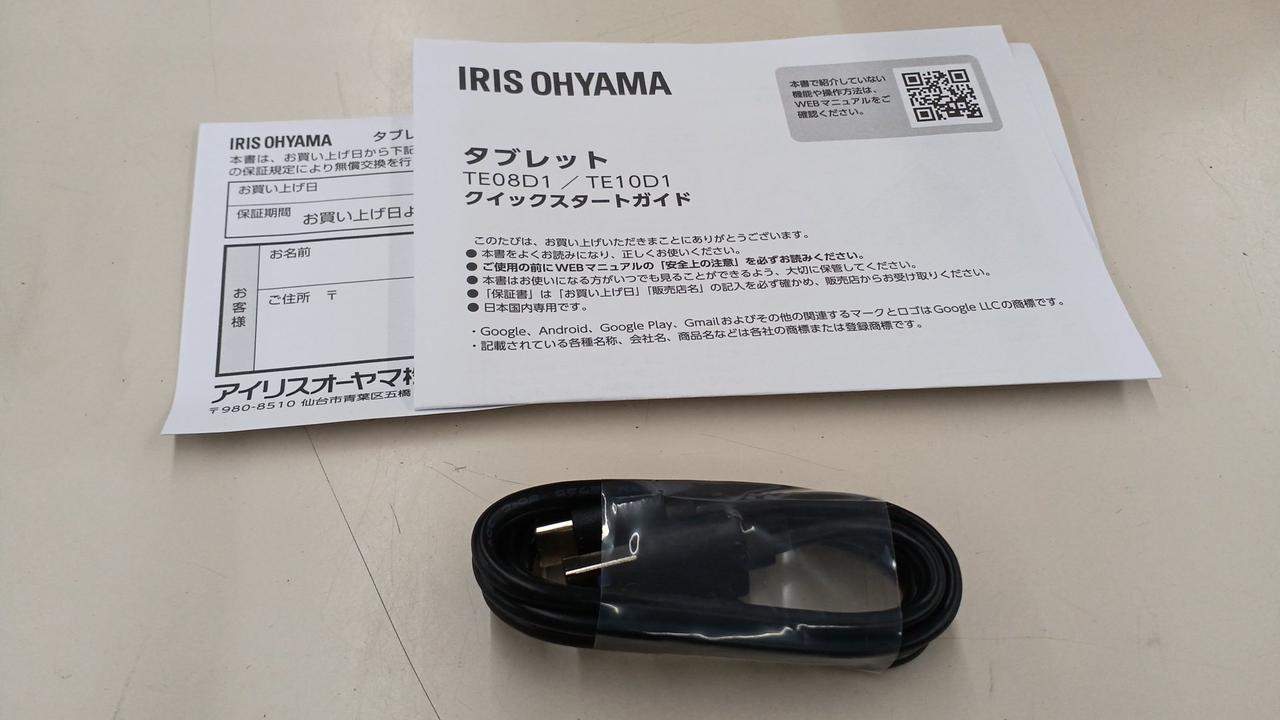 IRIS OHYAMA
本書で紹介していない
機能や操作方法は、
WEBマニュアルをご
確認ください。
タブレット
TE08D1 / TE10D1
クイックスタートガイド
このたびは、お買い上げいただきまことにありがとうございます。
● 本書をよくお読みになり、正しくお使いください。
● ご使用の前にWEBマニュアルの「安全上の注意」を必ずお読みください。
● 本書はお使いになる方がいつでも見ることができるよう、大切に保管してください。
● 「保証書」は「お買い上げ日」「販売店名」の記入を必ず確かめ、販売店からお受け取りください。
● 日本国内専用です。
・Google、Android、Google Play、Gmailおよびその他の関連するマークとロゴはGoogle LLCの商標です。
・記載されている各種名称、会社名、商品名などは各社の商標または登録商標です。
IRIS OHYAMA タブレ
本書は、お買い上げ日から下記
の保証規定により無償交換を行
お買い上げ日
保証期間 お買い上げ日よ
お客様
お名前
ご住所 〒
アイリスオーヤマ株
〒980-8510 仙台市青葉区五橋